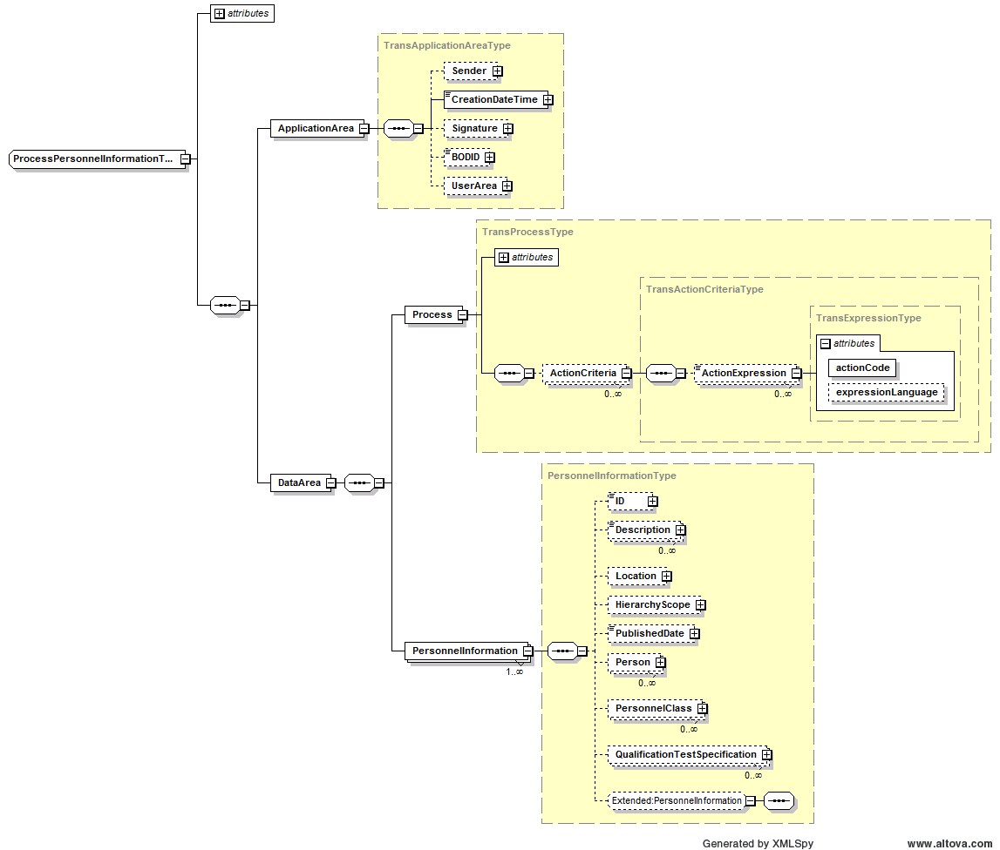 attributes
TransApplicationAreaType
Sender
CreationDateTime
ApplicationArea
Signature
BODID
UserArea
ProcessPersonnelInformationT...
TransProcessType
attributes
TransActionCriteriaType
Process
TransExpressionType
attributes
actionCode
ActionCriteria
0..∞
ActionExpression
0..∞
expressionLanguage
DataArea
PersonnelInformationType
ID
Description
0..∞
Location
HierarchyScope
PublishedDate
PersonnelInformation
1..∞
Person
0..∞
PersonnelClass
0..∞
QualificationTestSpecification
0..∞
Extended:PersonnelInformation
Generated by XMLSpy
www.altova.com